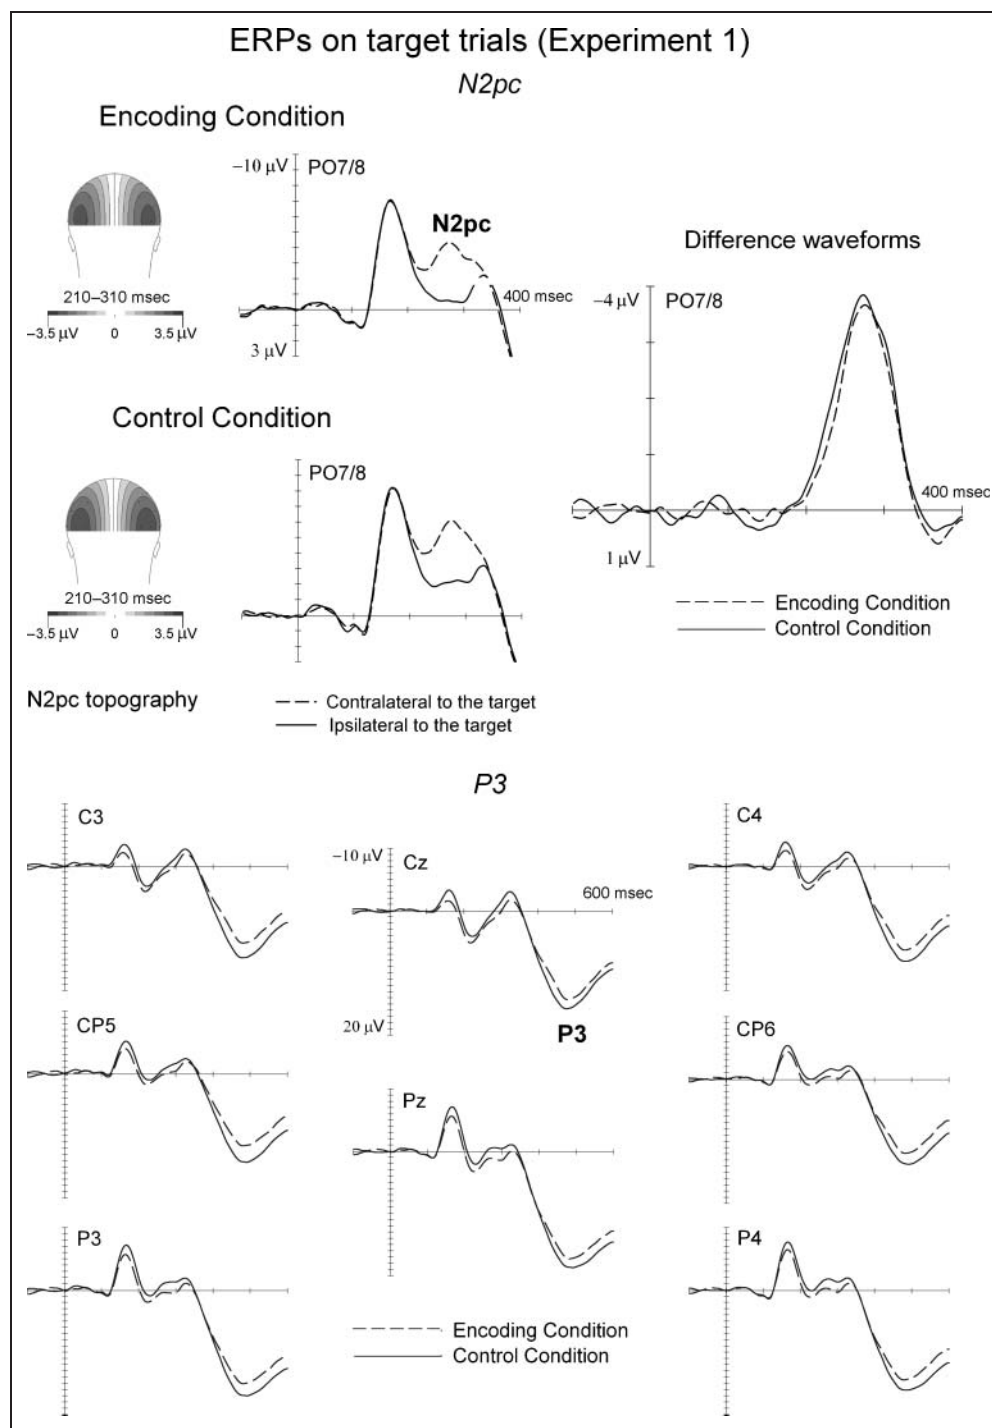 ERPs on target trials (Experiment 1)
N2pc
Encoding Condition
−10 μV
PO7/8
N2pc
400 msec
3 μV
210–310 msec
−3.5 μV 0 3.5 μV
Difference waveforms
−4 μV
PO7/8
400 msec
1 μV
Encoding Condition
Control Condition
Control Condition
PO7/8
210–310 msec
−3.5 μV 0 3.5 μV
N2pc topography
Contralateral to the target
Ipsilateral to the target
P3
C3
−10 μV
Cz
600 msec
20 μV
P3
C4
CP5
Pz
CP6
P3
P4
Encoding Condition
Control Condition